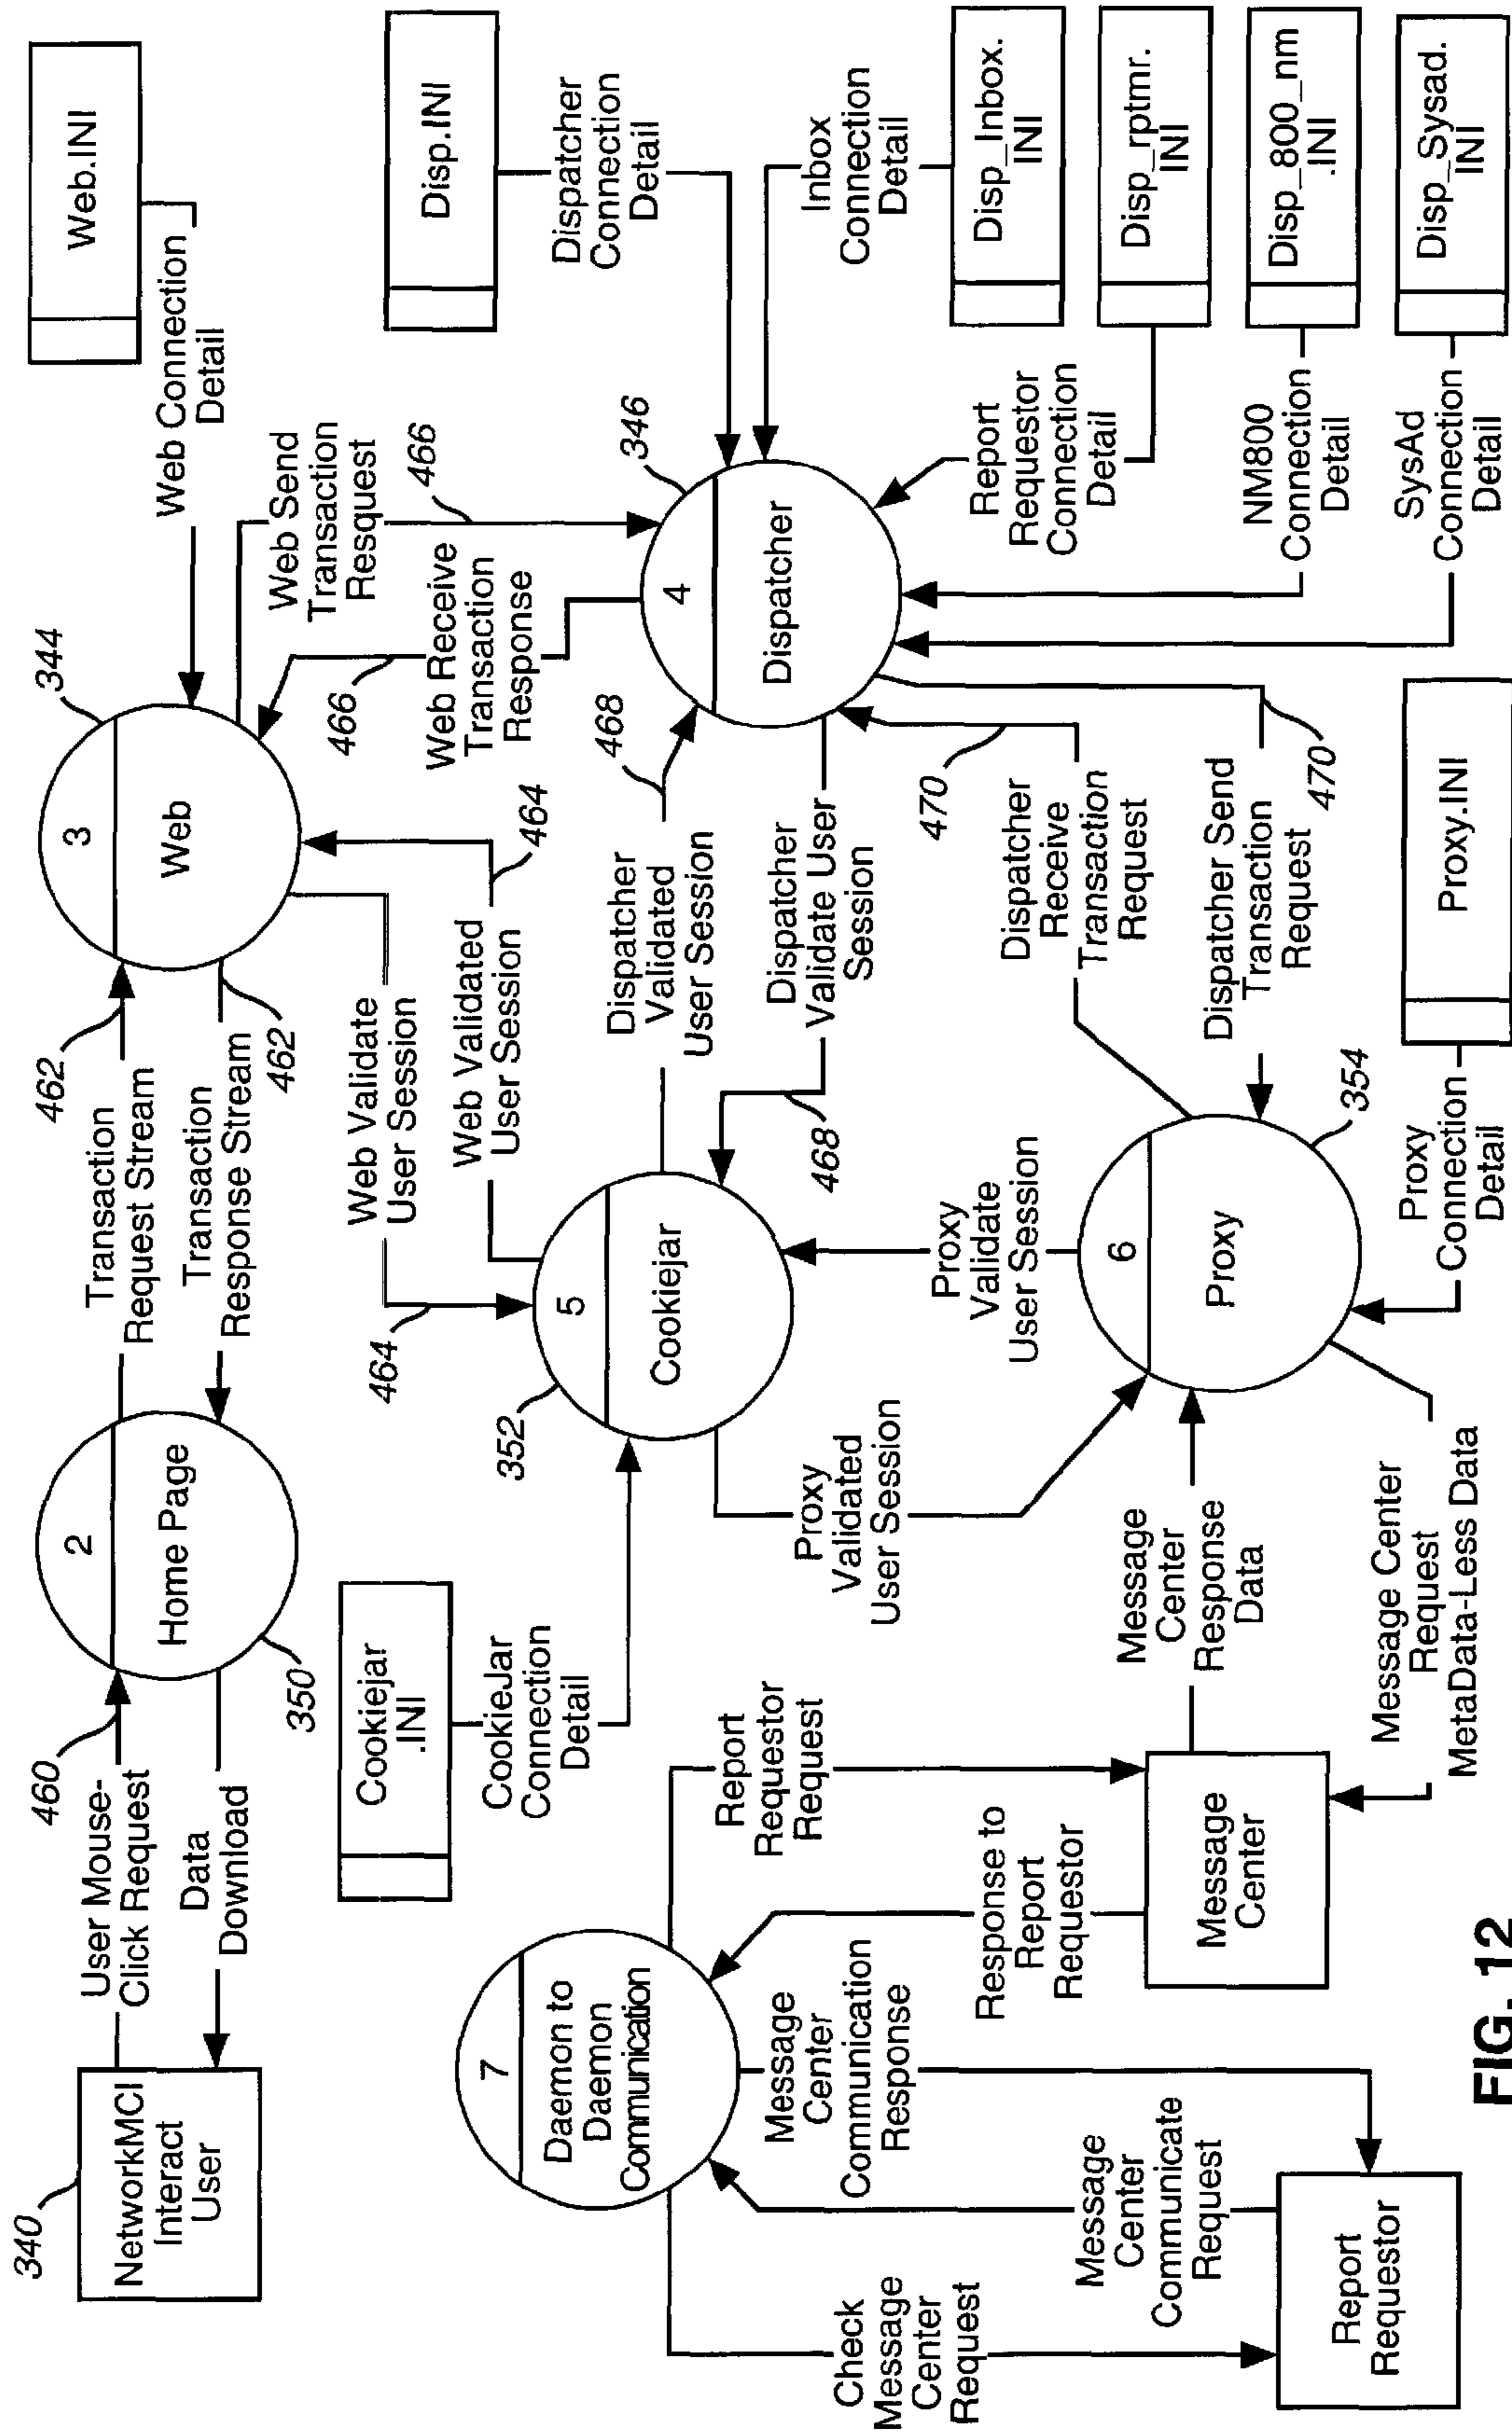 340
NetworkMCI
Interact
User
460
User Mouse-
Click Request
Data
Download
2
Home Page
350
462
Transaction
Request Stream
Transaction
Response Stream
462
344
3
Web
Web Connection
Detail
Web.INI
Web Send
Transaction
Resquest
466
466
Web Receive
Transaction
Response
346
4
Dispatcher
Disp.INI
Dispatcher
Connection
Detail
Inbox
Connection
Detail
Disp_Inbox.
INI
Report
Requestor
Connection
Detail
Disp_rptmr.
INI
NM800
Connection
Detail
Disp_800_nm
.INI
SysAd
Connection
Detail
Disp_Sysad.
INI
Web Validate
User Session
464
Web Validated
User Session
464
Cookiejar
.INI
CookieJar
Connection
Detail
352
5
Cookiejar
Dispatcher
Validated
User Session
468
Dispatcher
Validate User
Session
468
Dispatcher
Receive
Transaction
Request
470
Dispatcher Send
Transaction
Request
470
Proxy
Validated
User Session
Proxy
Validate
User Session
6
Proxy
354
Proxy
Connection
Detail
Proxy.INI
7
Daemon to
Daemon
Communication
Report
Requestor
Request
Response to
Report
Requestor
Message
Center
Communication
Response
Message
Center
Message
Center
Response
Data
Message Center
Request
MetaData-Less Data
Check
Message
Center
Request
Message
Center
Communicate
Request
Report
Requestor
FIG. 12